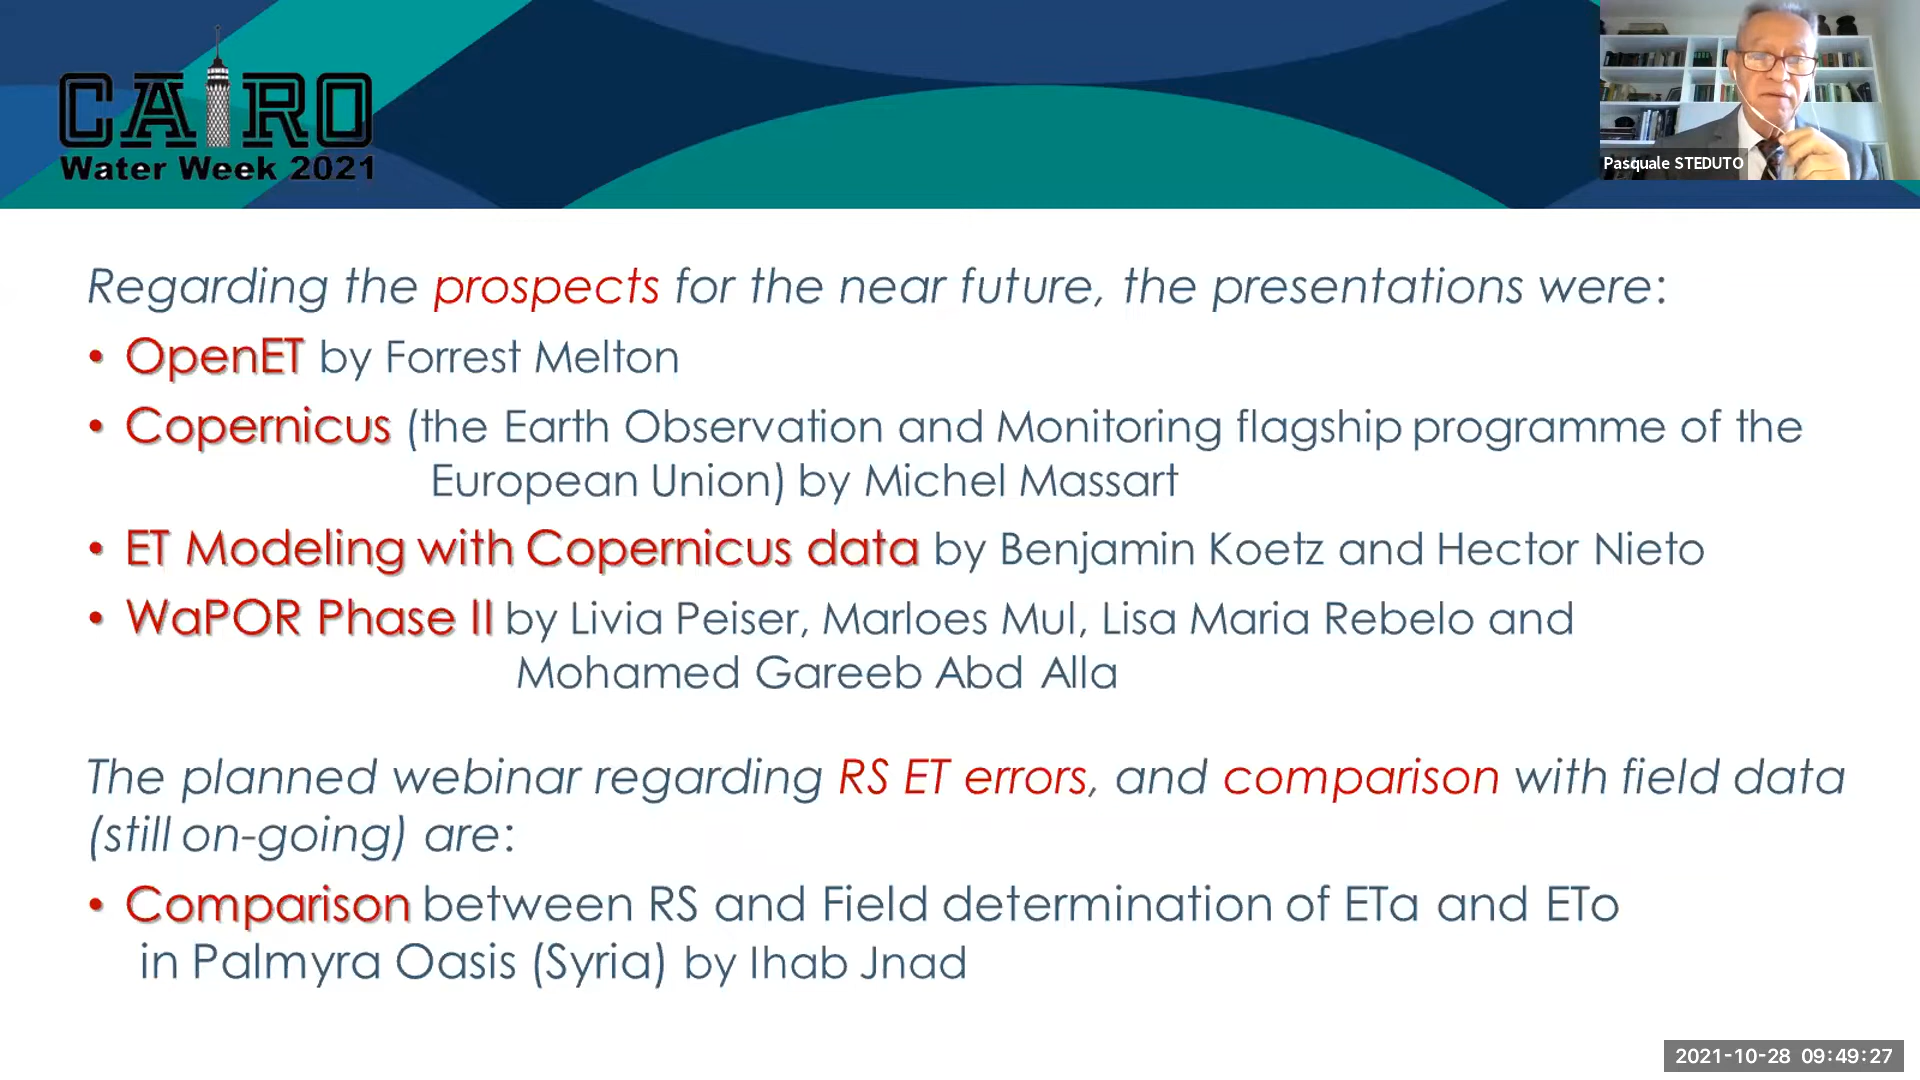 CAIRO
Water Week 2021
Pasquale STEDUTO
Regarding the prospects for the near future, the presentations were:
• OpenET by Forrest Melton
• Copernicus (the Earth Observation and Monitoring flagship programme of the
European Union) by Michel Massart
• ET Modeling with Copernicus data by Benjamin Koetz and Hector Nieto
• WaPOR Phase II by Livia Peiser, Marloes Mul, Lisa Maria Rebelo and
Mohamed Gareeb Abd Alla
The planned webinar regarding RS ET errors, and comparison with field data
(still on-going) are:
• Comparison between RS and Field determination of ETa and ETo
in Palmyra Oasis (Syria) by Ihab Jnad
2021-10-28 09:49:27